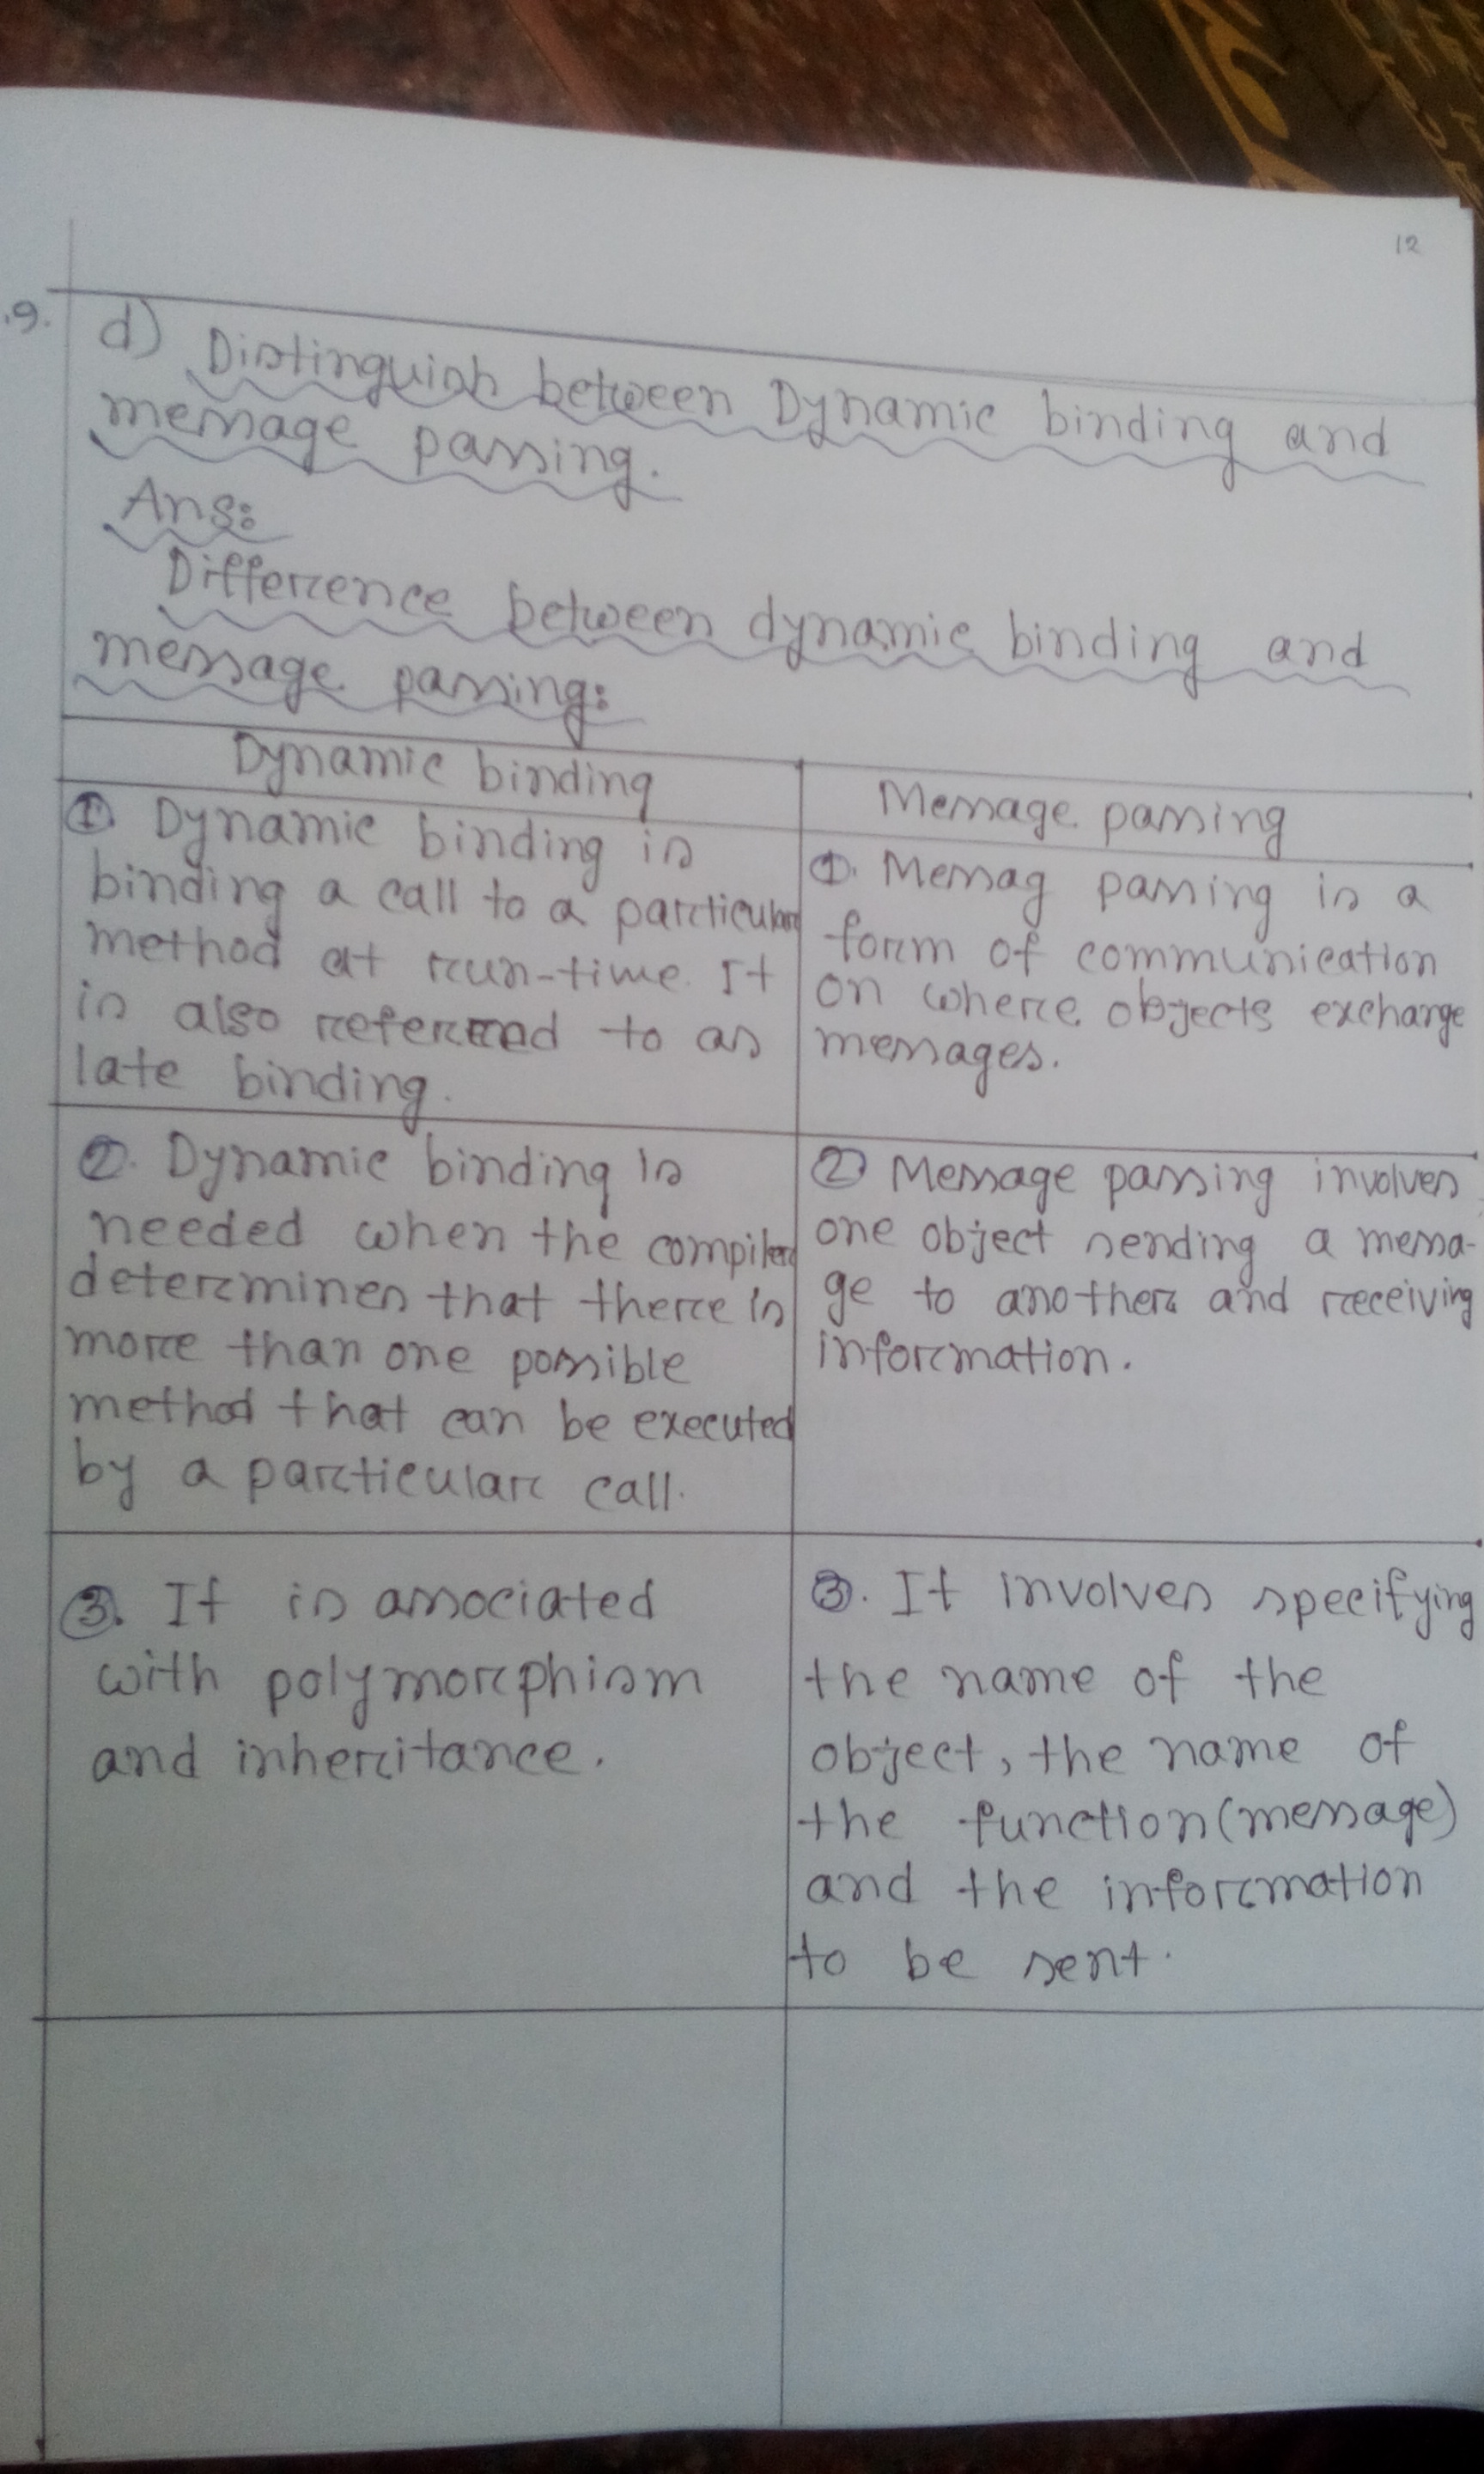 12
.9.
d) Distinguish between Dynamic binding and
message passing.
Ans:
Difference between dynamic binding and
message passing:
Dynamic binding
① Dynamic binding is
binding a call to a particular
method at run-time. It
is also referred to as
late binding.
② Dynamic binding is
needed when the compiler
determines that there is
more than one possible
method that can be executed
by a particular call.
③. It is associated
with polymorphism
and inheritance.
Message passing
①. Messag passing is a
form of communication
on where objects exchange
messages.
② Message passing involves
one object sending a messa-
ge to another and receiving
information.
③. It involves specifying
the name of the
object, the name of
the function(message)
and the information
to be sent.